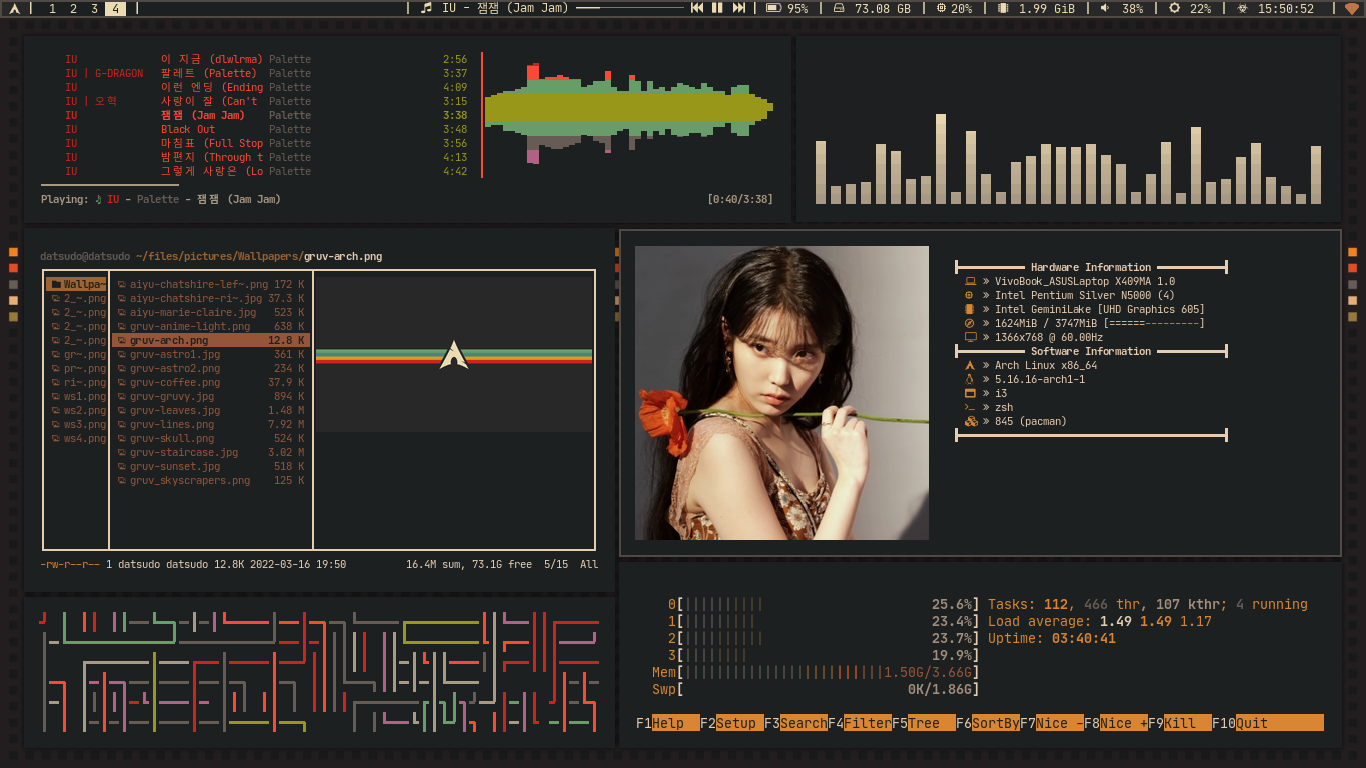 1 2 3 4 | IU - 잼잼 (Jam Jam) | 95% | 73.08 GB | 20% | 1.99 GiB | 38% | 22% | 15:50:52 |
IU 이 지금 (dlwlrma) Palette 2:56
IU | G-DRAGON 팔레트 (Palette) Palette 3:37
IU 이런 엔딩 (Ending Palette 4:09
IU | 오혁 사랑이 잘 (Can't Palette 3:15
IU 잼잼 (Jam Jam) Palette 3:38
IU Black Out Palette 3:48
IU 마침표 (Full Stop Palette 3:56
IU 밤편지 (Through t Palette 4:13
IU 그렇게 사랑은 (Lo Palette 4:42
Playing: ♫ IU - Palette - 잼잼 (Jam Jam) [0:40/3:38]
datsudo@datsudo ~/files/pictures/Wallpapers/gruv-arch.png
Wallpa~ aiyu-chatshire-lef~.png 172 K
2_~.png aiyu-chatshire-ri~.jpg 37.3 K
2_~.png aiyu-marie-claire.jpg 523 K
2_~.png gruv-anime-light.png 638 K
2_~.png gruv-arch.png 12.8 K
gr~.png gruv-astro1.jpg 361 K
pr~.png gruv-astro2.png 234 K
ri~.png gruv-coffee.png 37.9 K
ws1.png gruv-gruvy.jpg 894 K
ws2.png gruv-leaves.jpg 1.48 M
ws3.png gruv-lines.png 7.92 M
ws4.png gruv-skull.png 524 K
gruv-staircase.jpg 3.02 M
gruv-sunset.jpg 518 K
gruv_skyscrapers.png 125 K
-rw-r--r-- 1 datsudo datsudo 12.8K 2022-03-16 19:50 16.4M sum, 73.1G free 5/15 All
Hardware Information
» VivoBook_ASUSLaptop X409MA 1.0
» Intel Pentium Silver N5000 (4)
» Intel GeminiLake [UHD Graphics 605]
» 1624MiB / 3747MiB [======---------]
» 1366x768 @ 60.00Hz
Software Information
» Arch Linux x86_64
» 5.16.16-arch1-1
» i3
» zsh
» 845 (pacman)
0[|||||||||| 25.6%] Tasks: 112, 466 thr, 107 kthr; 4 running
1[||||||||| 23.4%] Load average: 1.49 1.49 1.17
2[|||||||||| 23.7%] Uptime: 03:40:41
3[|||||||| 19.9%]
Mem[|||||||||||||||||||||||||1.50G/3.66G]
Swp[ 0K/1.86G]
F1Help F2Setup F3SearchF4FilterF5Tree F6SortByF7Nice -F8Nice +F9Kill F10Quit